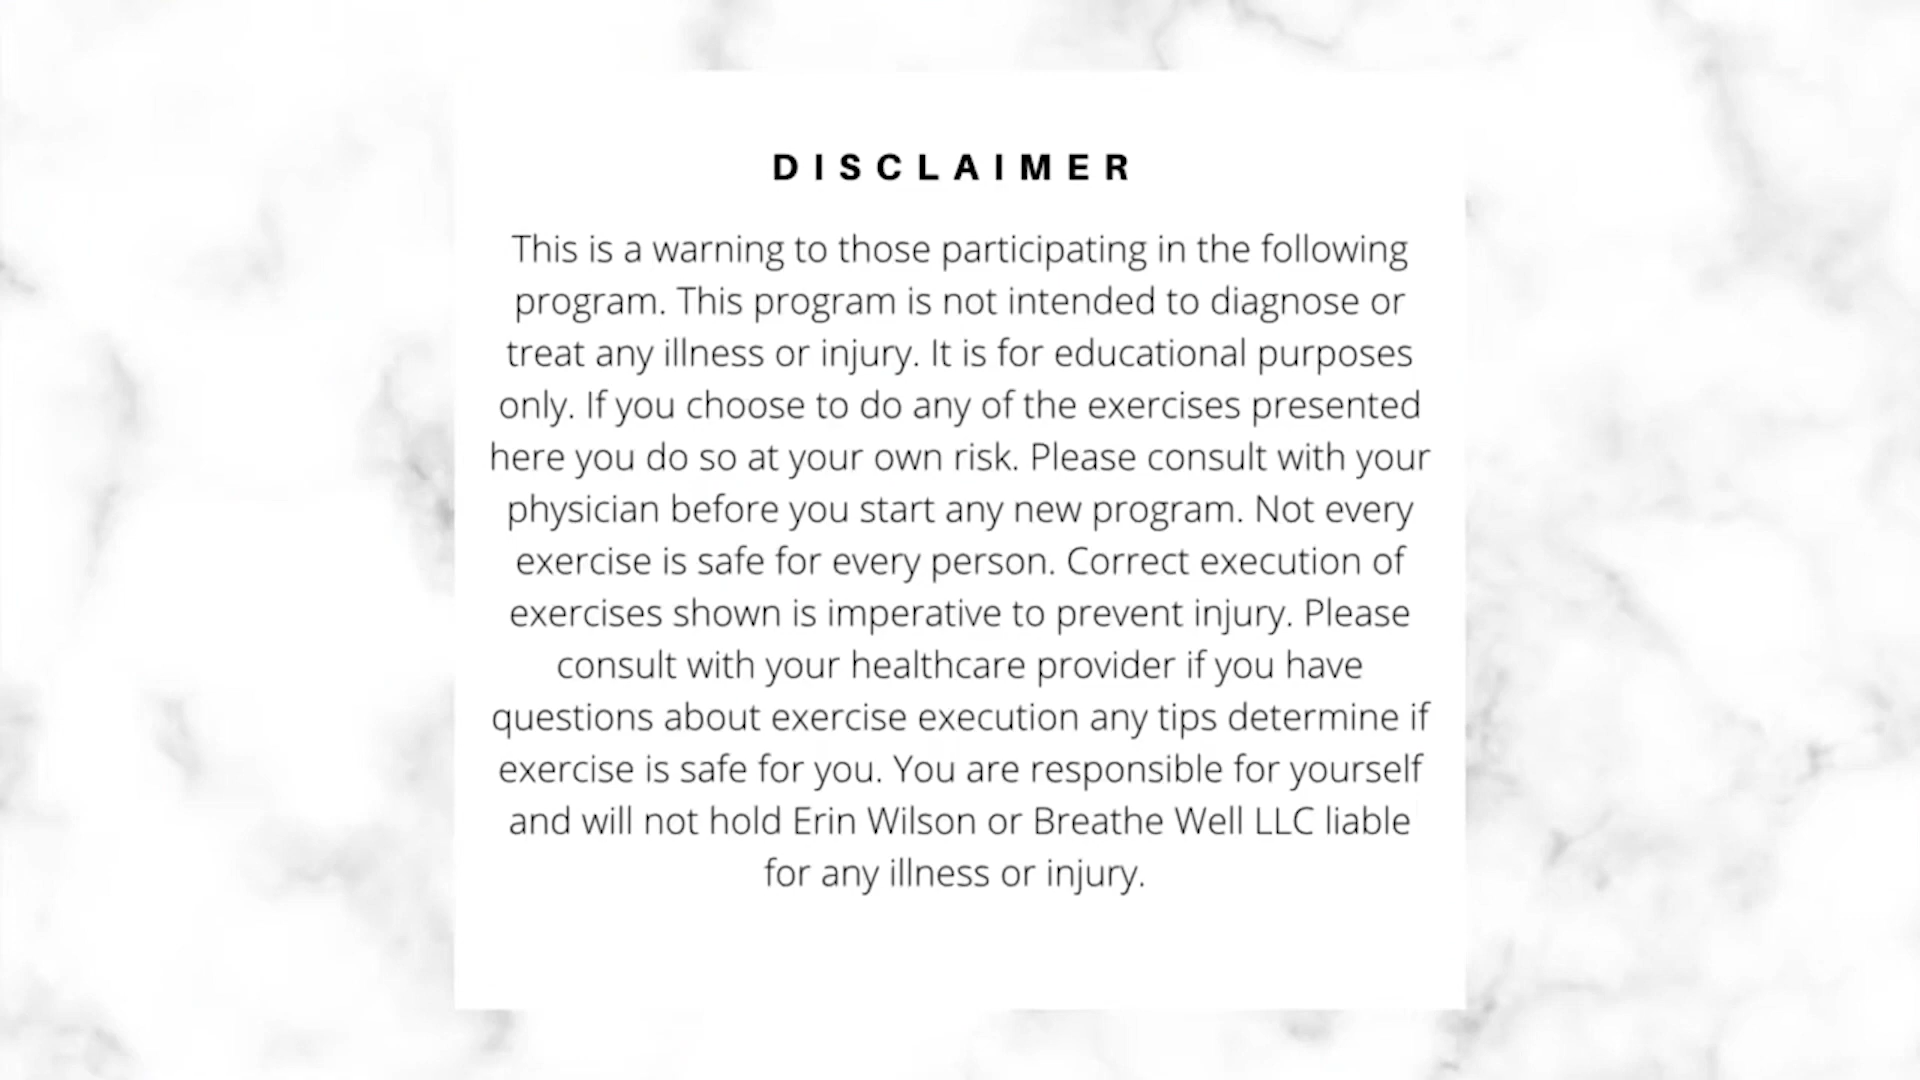 DISCLAIMER
This is a warning to those participating in the following
program. This program is not intended to diagnose or
treat any illness or injury. It is for educational purposes
only. If you choose to do any of the exercises presented
here you do so at your own risk. Please consult with your
physician before you start any new program. Not every
exercise is safe for every person. Correct execution of
exercises shown is imperative to prevent injury. Please
consult with your healthcare provider if you have
questions about exercise execution any tips determine if
exercise is safe for you. You are responsible for yourself
and will not hold Erin Wilson or Breathe Well LLC liable
for any illness or injury.